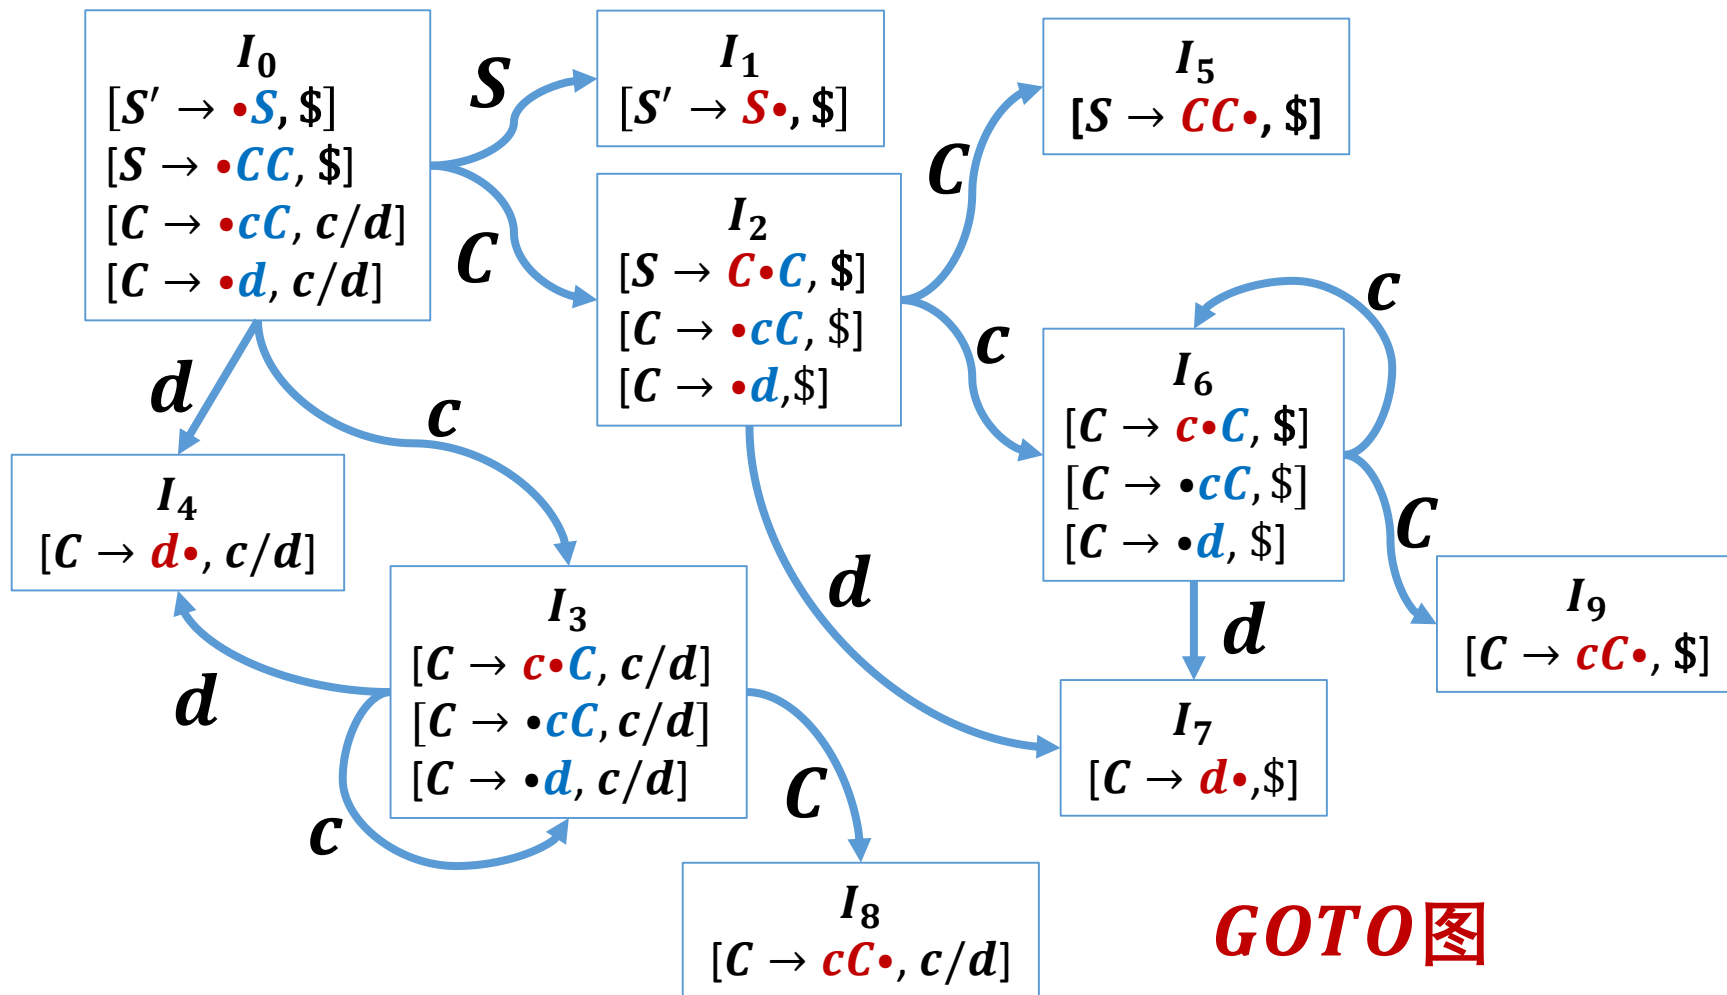 I₀
[S′ → •S, $]
[S → •CC, $]
[C → •cC, c/d]
[C → •d, c/d]
S
C
I₁
[S′ → S•, $]
I₂
[S → C•C, $]
[C → •cC, $]
[C → •d,$]
C
c
I₅
[S → CC•, $]
d
c
I₄
[C → d•, c/d]
d
I₃
[C → c•C, c/d]
[C → •cC, c/d]
[C → •d, c/d]
c
C
d
c
I₆
[C → c•C, $]
[C → •cC, $]
[C → •d, $]
C
d
I₉
[C → cC•, $]
I₇
[C → d•,$]
I₈
[C → cC•, c/d]
GOTO图